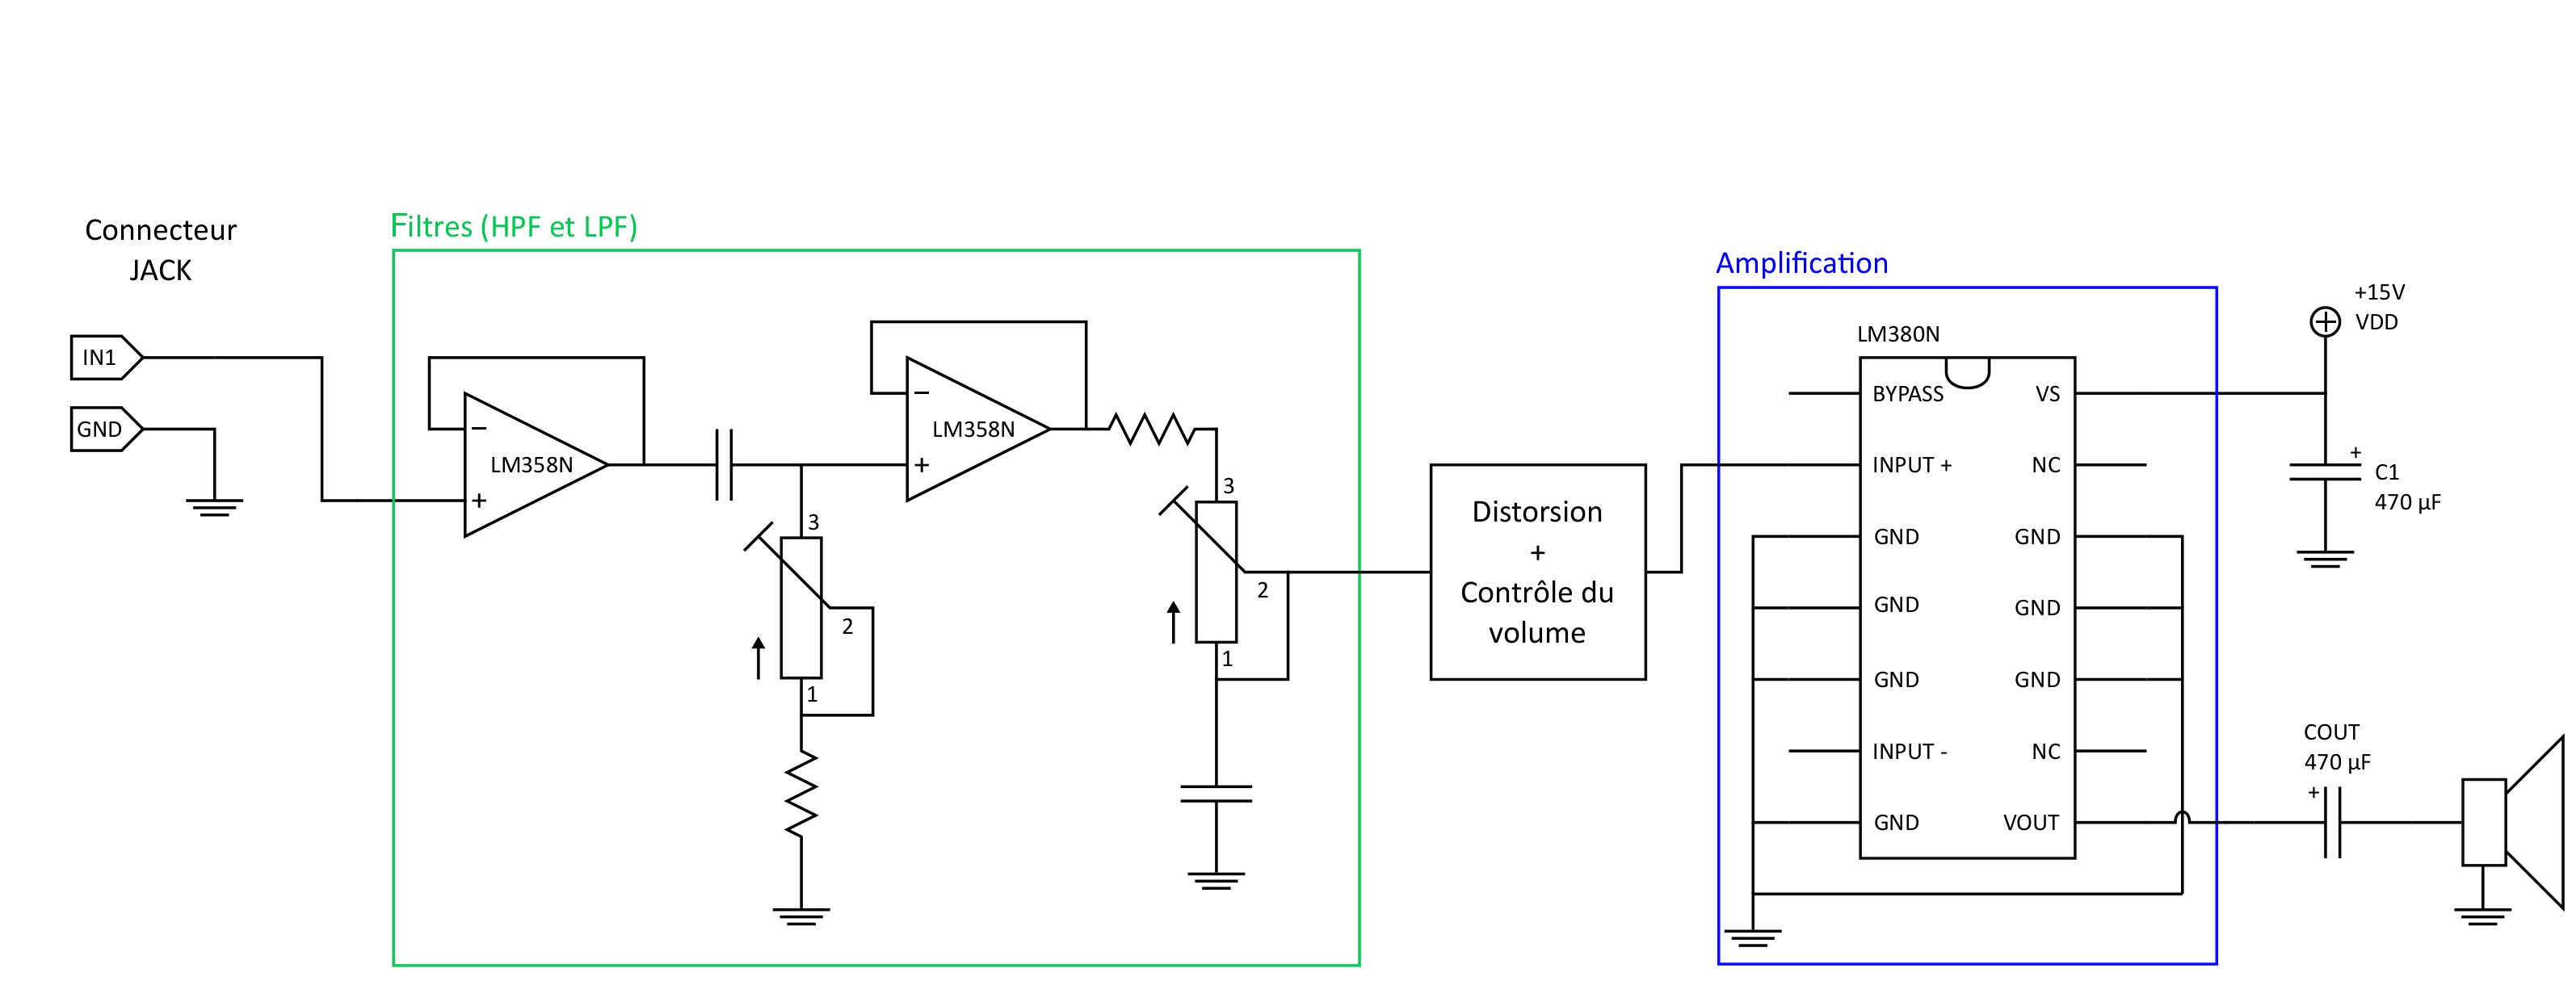 Connecteur
JACK
IN1
GND
Filtres (HPF et LPF)
−
LM358N
+
3
2
1
−
LM358N
+
3
2
1
Distorsion
+
Contrôle du
volume
Amplification
LM380N
BYPASS
INPUT +
GND
GND
GND
INPUT -
GND
VS
NC
GND
GND
GND
NC
VOUT
+15V
VDD
+
C1
470 µF
COUT
470 µF
+